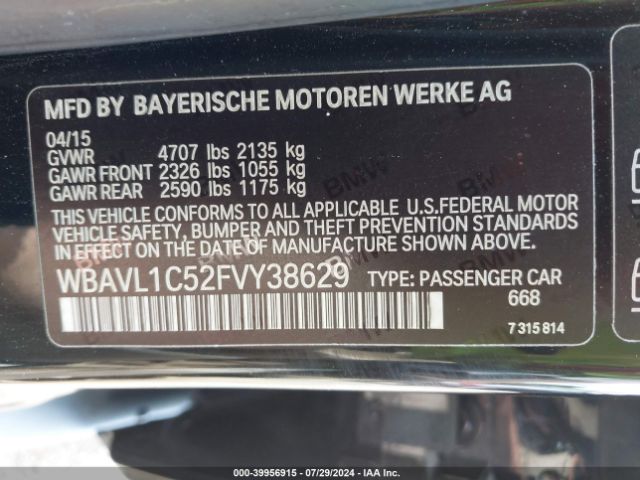 MFD BY BAYERISCHE MOTOREN WERKE AG
04/15
GVWR 4707 lbs 2135 kg
GAWR FRONT 2326 lbs 1055 kg
GAWR REAR 2590 lbs 1175 kg
THIS VEHICLE CONFORMS TO ALL APPLICABLE U.S.FEDERAL MOTOR
VEHICLE SAFETY, BUMPER AND THEFT PREVENTION STANDARDS
IN EFFECT ON THE DATE OF MANUFACTURE SHOWN ABOVE.
WBAVL1C52FVY38629 TYPE: PASSENGER CAR
668
7 315 814
000-39956915 / 07/29/2024 - IAAI.COM